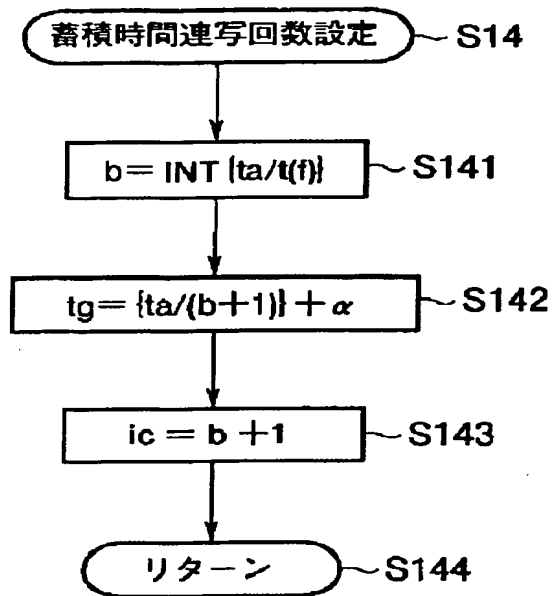 蓄積時間連写回数設定 S14
b= INT {ta/t(f)} S141
tg= {ta/(b+1)} + α S142
ic = b +1 S143
リターン S144